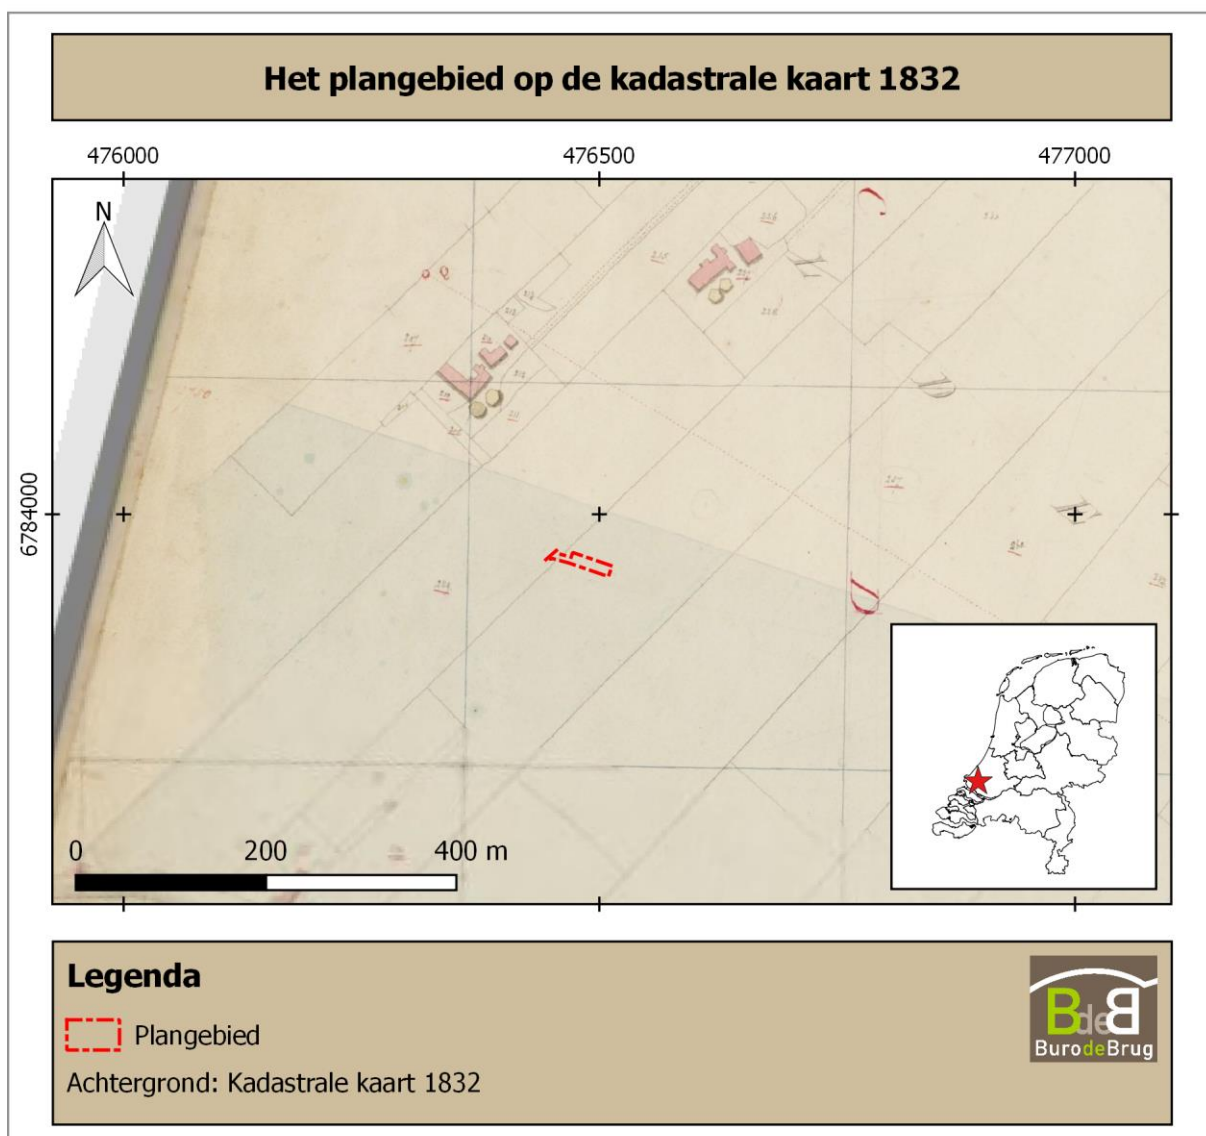 Het plangebied op de kadastrale kaart 1832
476000 476500 477000
N
6784000
0 200 400 m
Legenda
Plangebied
Achtergrond: Kadastrale kaart 1832
BdeB
BurodeBrug